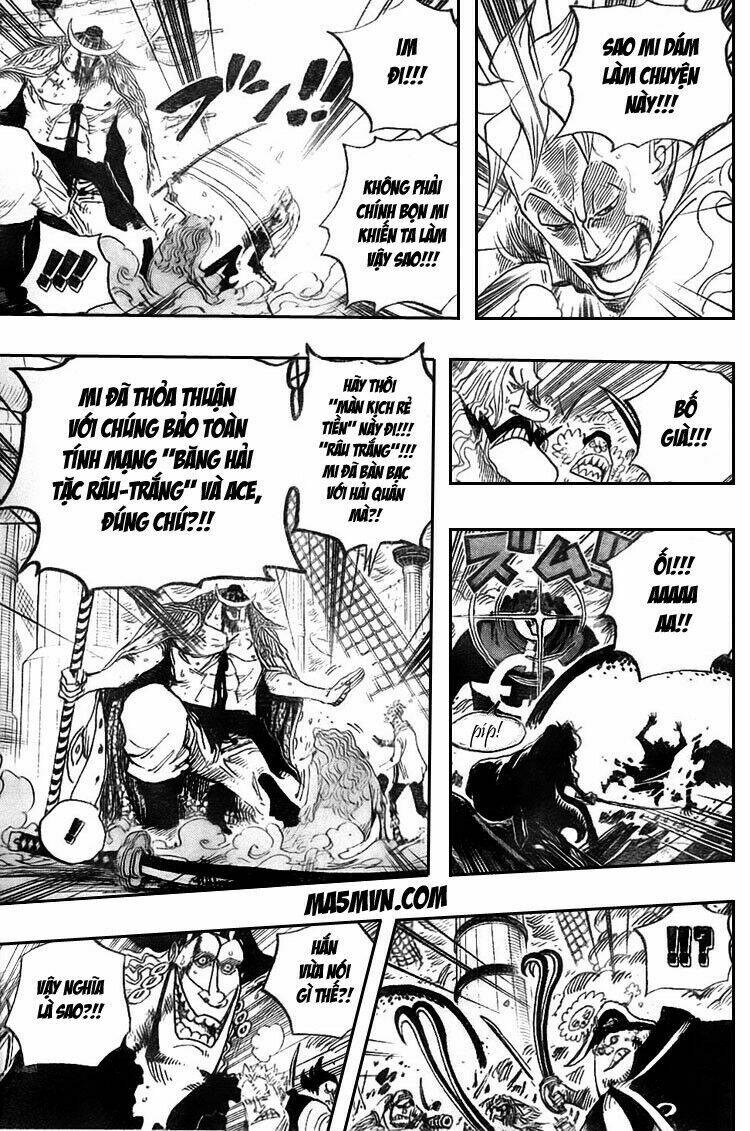 SAO MI DÁM
LÀM CHUYỆN
NÀY!!!
IM
ĐI!!!
KHÔNG PHẢI
CHÍNH BỌN MI
KHIẾN TA LÀM
VẬY SAO!!!
!!!!
BỐ
GIÀ!!!
HÃY THÔI
"MÀN KỊCH RẺ
TIỀN" NÀY ĐI!!!
"RÂU TRẮNG"!!!
MI ĐÃ BÀN BẠC
VỚI HẢI QUÂN
MÀ?!
MI ĐÃ THỎA THUẬN
VỚI CHÚNG BẢO TOÀN
TÍNH MẠNG "BĂNG HẢI
TẶC RÂU-TRẮNG" VÀ ACE,
ĐÚNG CHỨ?!!
!!!
ỐI!!!
AAAAA
AA!!
ズム!!
píp!
MA5MVN.COM
!!?
HẮN
VỪA NÓI
GÌ THẾ?!
VẬY NGHĨA
LÀ SAO?!!